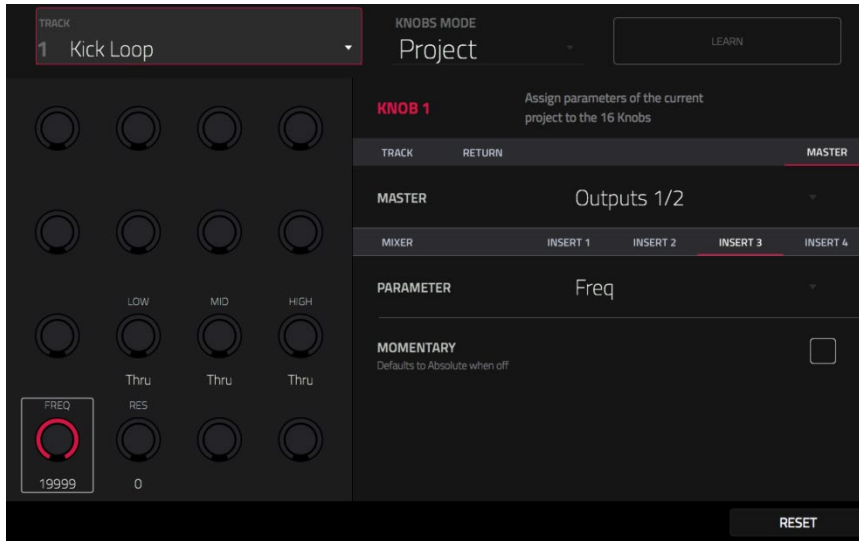 TRACK
1 Kick Loop
KNOBS MODE
Project
LEARN
KNOB 1
Assign parameters of the current
project to the 16 Knobs
TRACK RETURN MASTER
MASTER Outputs 1/2
MIXER INSERT 1 INSERT 2 INSERT 3 INSERT 4
PARAMETER Freq
MOMENTARY
Defaults to Absolute when off
LOW MID HIGH
Thru Thru Thru
FREQ RES
19999 0
RESET